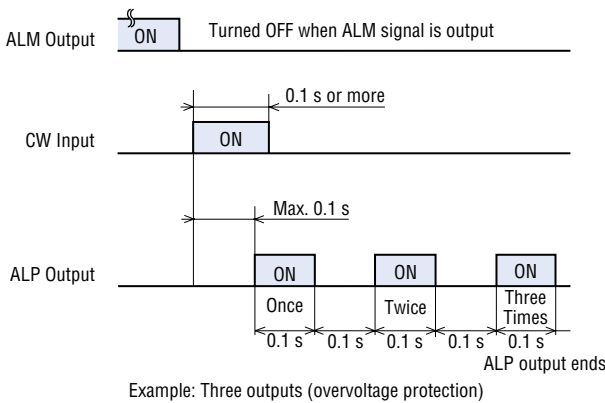 ALM Output ON Turned OFF when ALM signal is output
0.1 s or more
CW Input ON
Max. 0.1 s
ALP Output ON ON ON
Once Twice Three
Times
0.1 s 0.1 s 0.1 s 0.1 s 0.1 s
ALP output ends
Example: Three outputs (overvoltage protection)